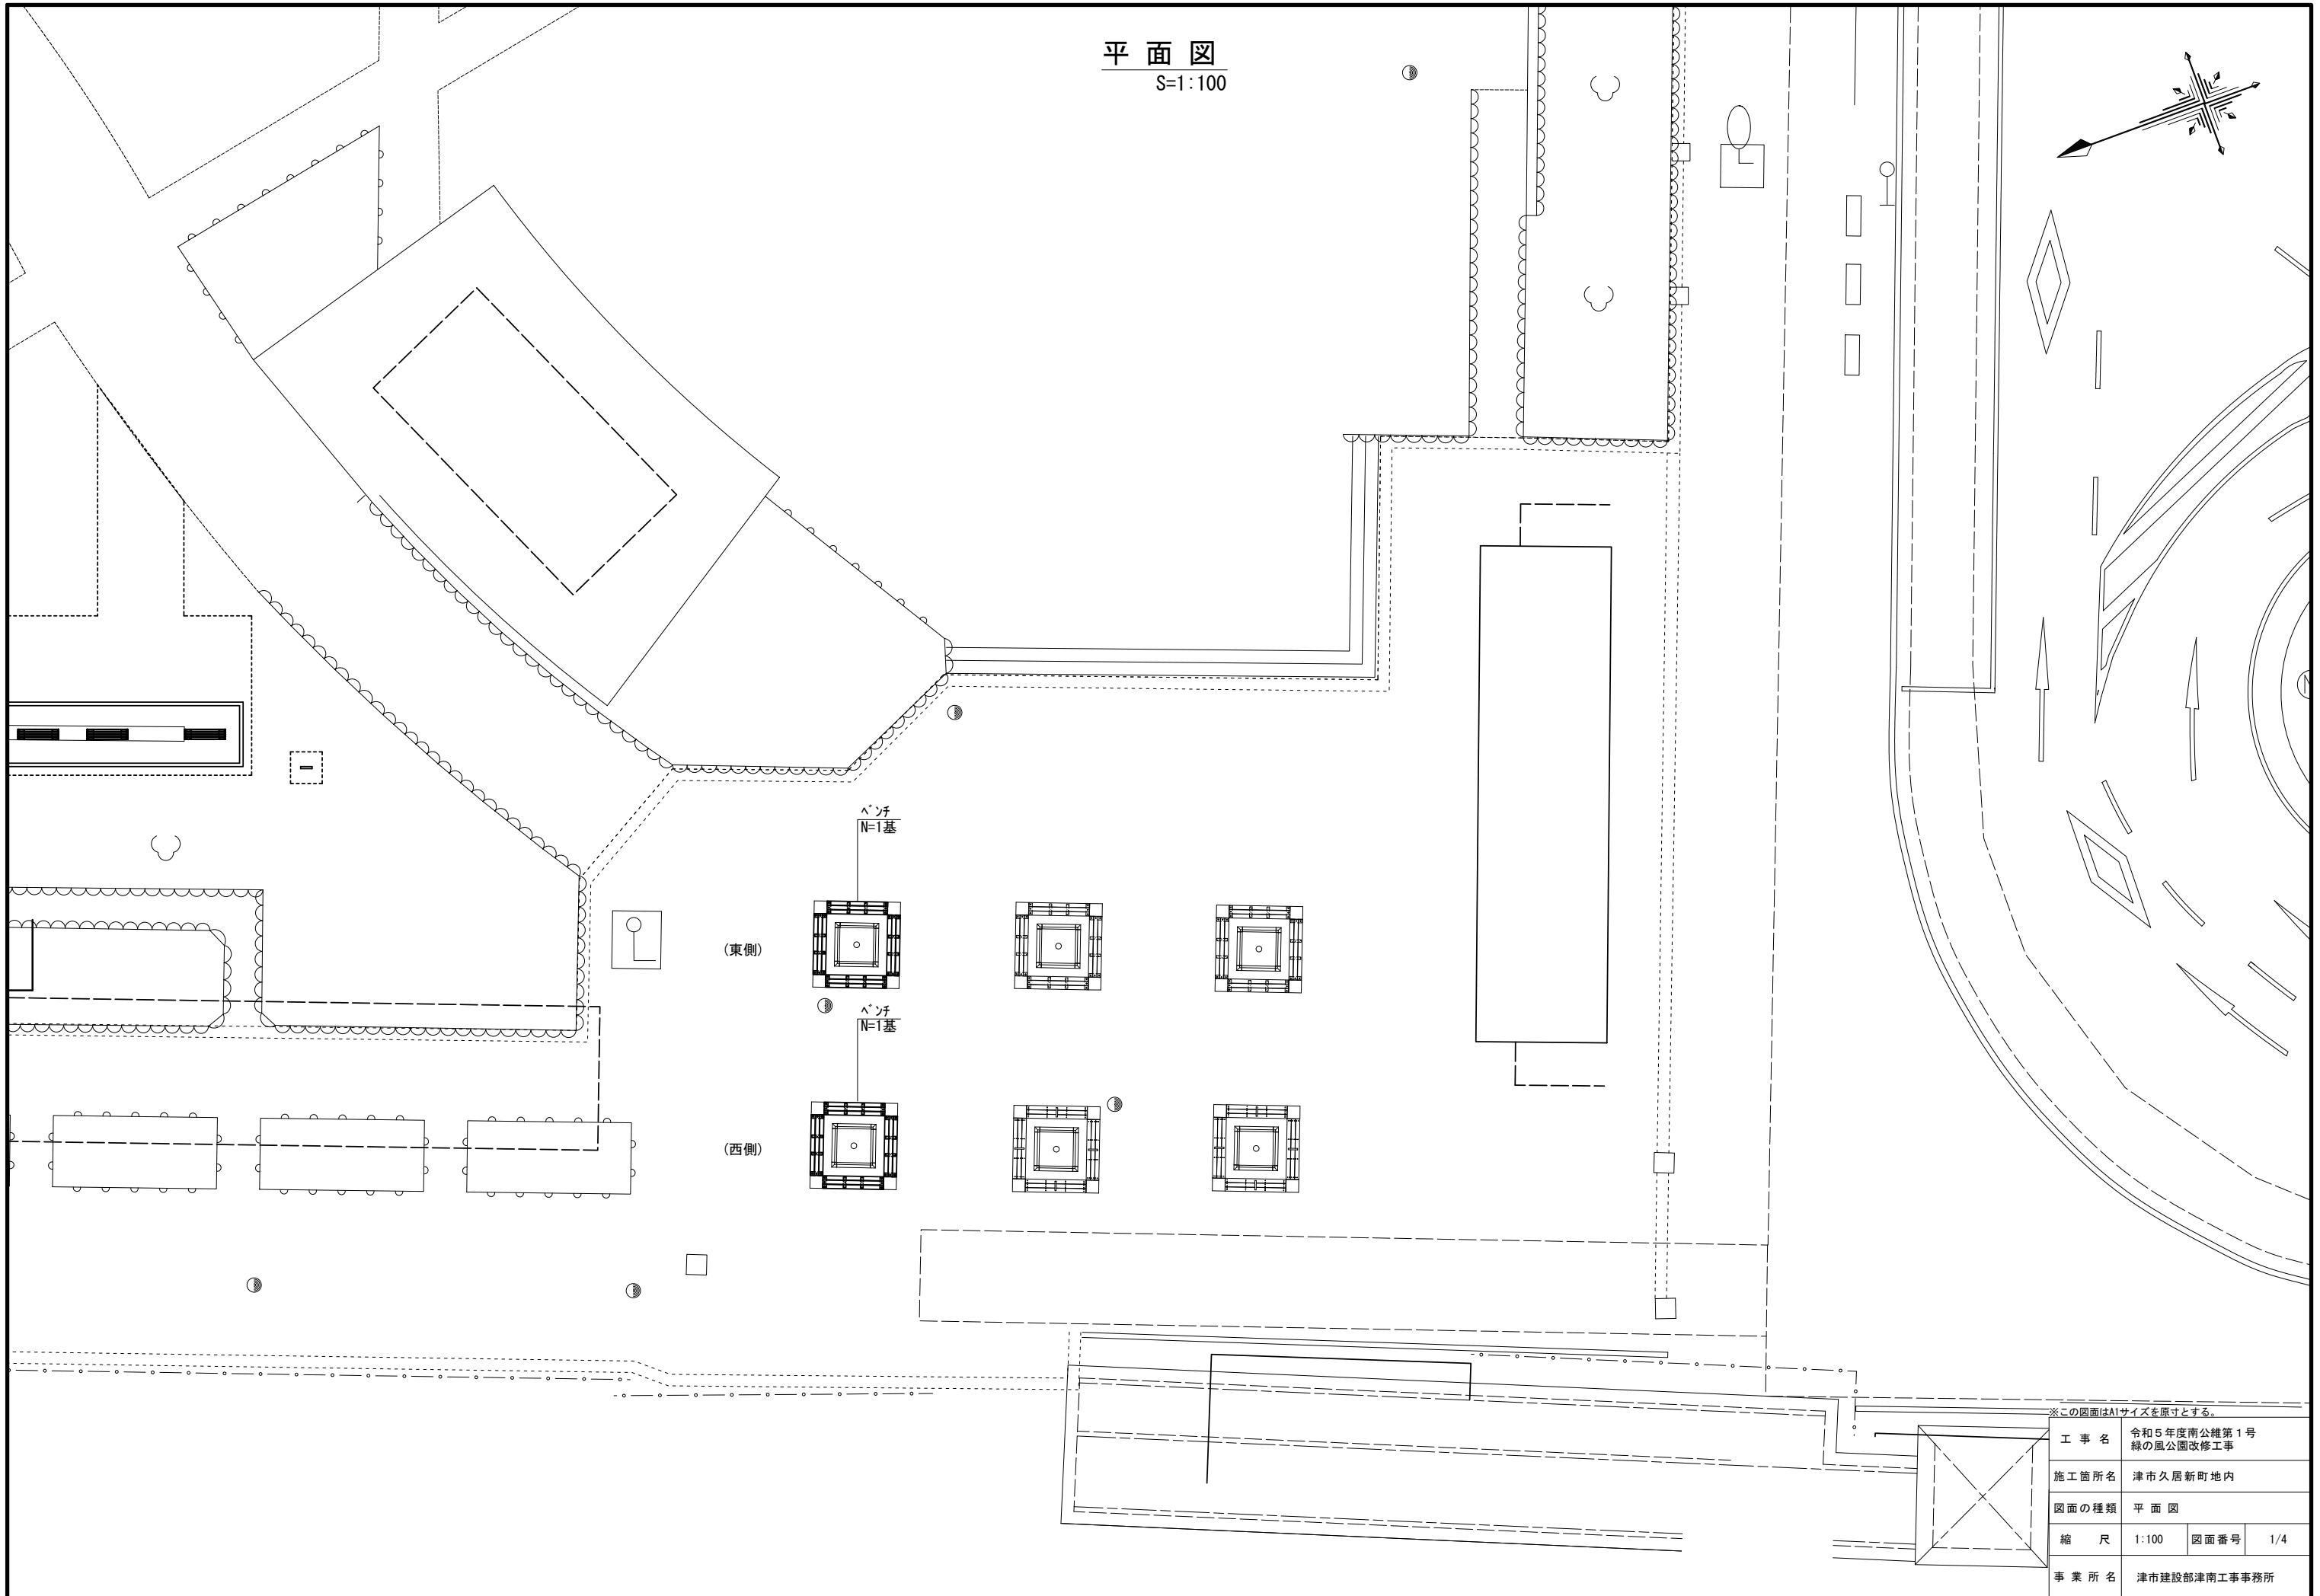 平面図
S=1:100
ベンチ
N=1基
(東側)
ベンチ
N=1基
(西側)
※この図面はA1サイズを原寸とする。
工事名 令和5年度南公維第1号
緑の風公園改修工事
施工箇所名 津市久居新町地内
図面の種類 平面図
縮尺 1:100 図面番号 1/4
事業所名 津市建設部津南工事事務所